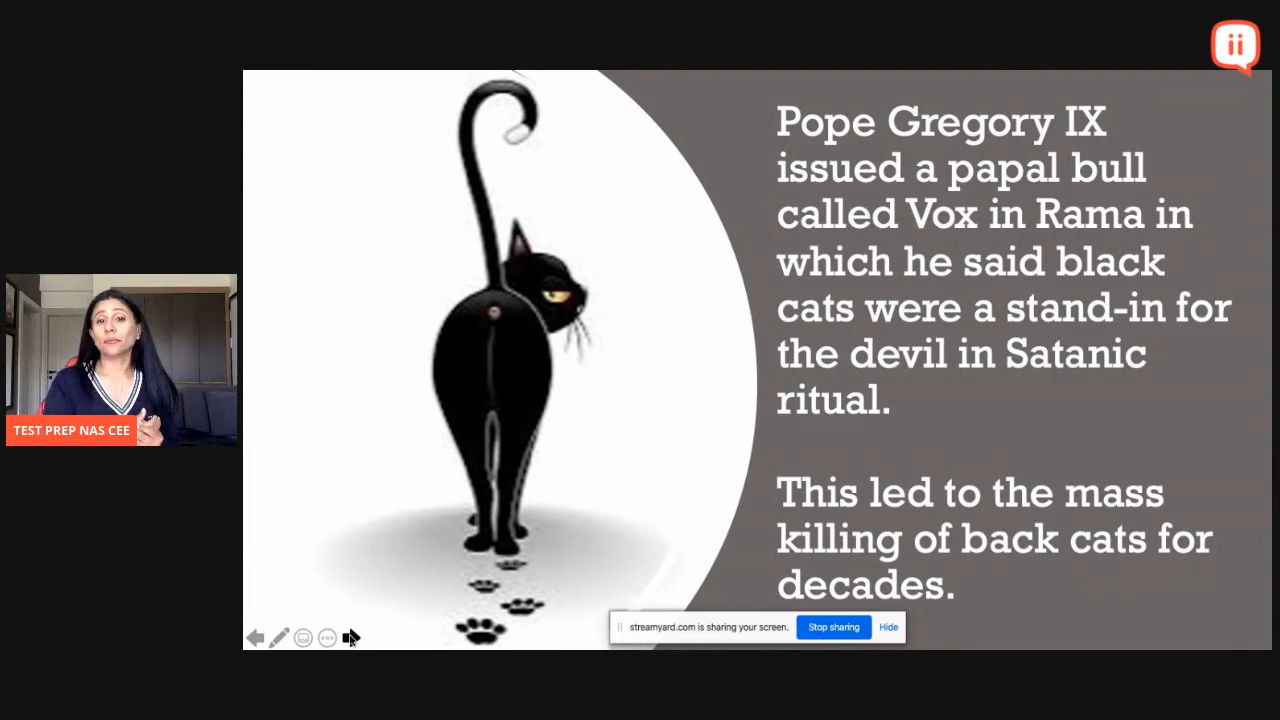 ii
Pope Gregory IX
issued a papal bull
called Vox in Rama in
which he said black
cats were a stand-in for
the devil in Satanic
ritual.
This led to the mass
killing of back cats for
decades.
TEST PREP NAS CEE
streamyard.com is sharing your screen.
Stop sharing
Hide